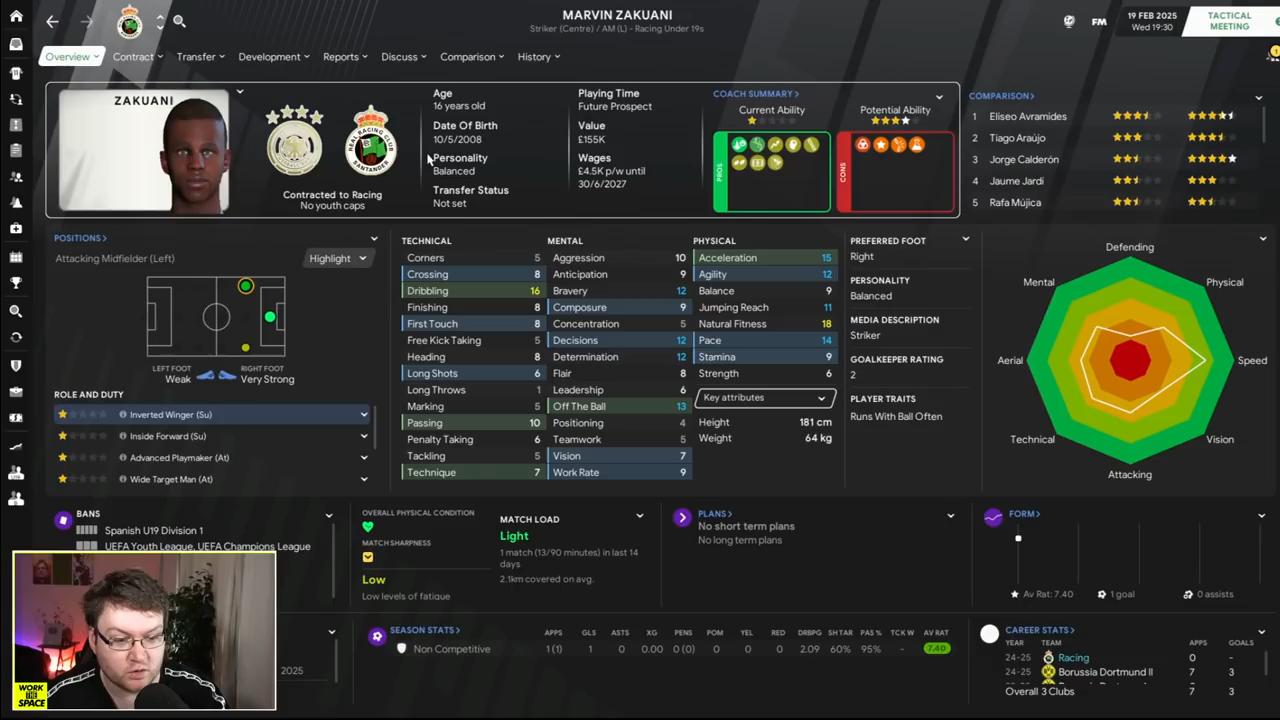 MARVIN ZAKUANI
Striker (Centre) / AM (L) - Racing Under 19s
FM
19 FEB 2025
Wed 19:30
TACTICAL
MEETING
Overview
Contract
Transfer
Development
Reports
Discuss
Comparison
History
ZAKUANI
Contracted to Racing
No youth caps
Age
16 years old
Date Of Birth
10/5/2008
Personality
Balanced
Transfer Status
Not set
Playing Time
Future Prospect
Value
£155K
Wages
£4.5K p/w until
30/6/2027
COACH SUMMARY >
Current Ability
Potential Ability
PROS
CONS
COMPARISON >
1 Eliseo Avramides
2 Tiago Araújo
3 Jorge Calderón
4 Jaume Jardi
5 Rafa Mújica
POSITIONS >
Attacking Midfielder (Left)
Highlight
LEFT FOOT
Weak
RIGHT FOOT
Very Strong
ROLE AND DUTY
Inverted Winger (Su)
Inside Forward (Su)
Advanced Playmaker (At)
Wide Target Man (At)
TECHNICAL
Corners 5
Crossing 8
Dribbling 16
Finishing 8
First Touch 8
Free Kick Taking 5
Heading 8
Long Shots 6
Long Throws 1
Marking 5
Passing 10
Penalty Taking 6
Tackling 5
Technique 7
MENTAL
Aggression 10
Anticipation 9
Bravery 12
Composure 9
Concentration 5
Decisions 12
Determination 12
Flair 8
Leadership 6
Off The Ball 13
Positioning 4
Teamwork 5
Vision 7
Work Rate 9
PHYSICAL
Acceleration 15
Agility 12
Balance 9
Jumping Reach 11
Natural Fitness 18
Pace 14
Stamina 9
Strength 6
Key attributes
Height 181 cm
Weight 64 kg
PREFERRED FOOT
Right
PERSONALITY
Balanced
MEDIA DESCRIPTION
Striker
GOALKEEPER RATING
2
PLAYER TRAITS
Runs With Ball Often
Defending
Physical
Speed
Vision
Attacking
Technical
Aerial
Mental
BANS
Spanish U19 Division 1
UEFA Youth League, UEFA Champions League
OVERALL PHYSICAL CONDITION
MATCH SHARPNESS
Low
Low levels of fatigue
MATCH LOAD
Light
1 match (13/90 minutes) in last 14
days
2.1km covered on avg.
PLANS >
No short term plans
No long term plans
FORM >
Av Rat: 7.40
1 goal
0 assists
2025
SEASON STATS >
APPS GLS ASTS XG PENS POM YEL RED DRBPG SH TAR PAS % TCK W AV RAT
Non Competitive 1 (1) 1 0 0.00 0 (0) 0 0 0 2.09 60% 95% - 7.40
CAREER STATS >
YEAR TEAM APPS GOALS
24-25 Racing 0 -
24-25 Borussia Dortmund II 7 3
Overall 3 Clubs 7 3
WORK
THE
SPACE